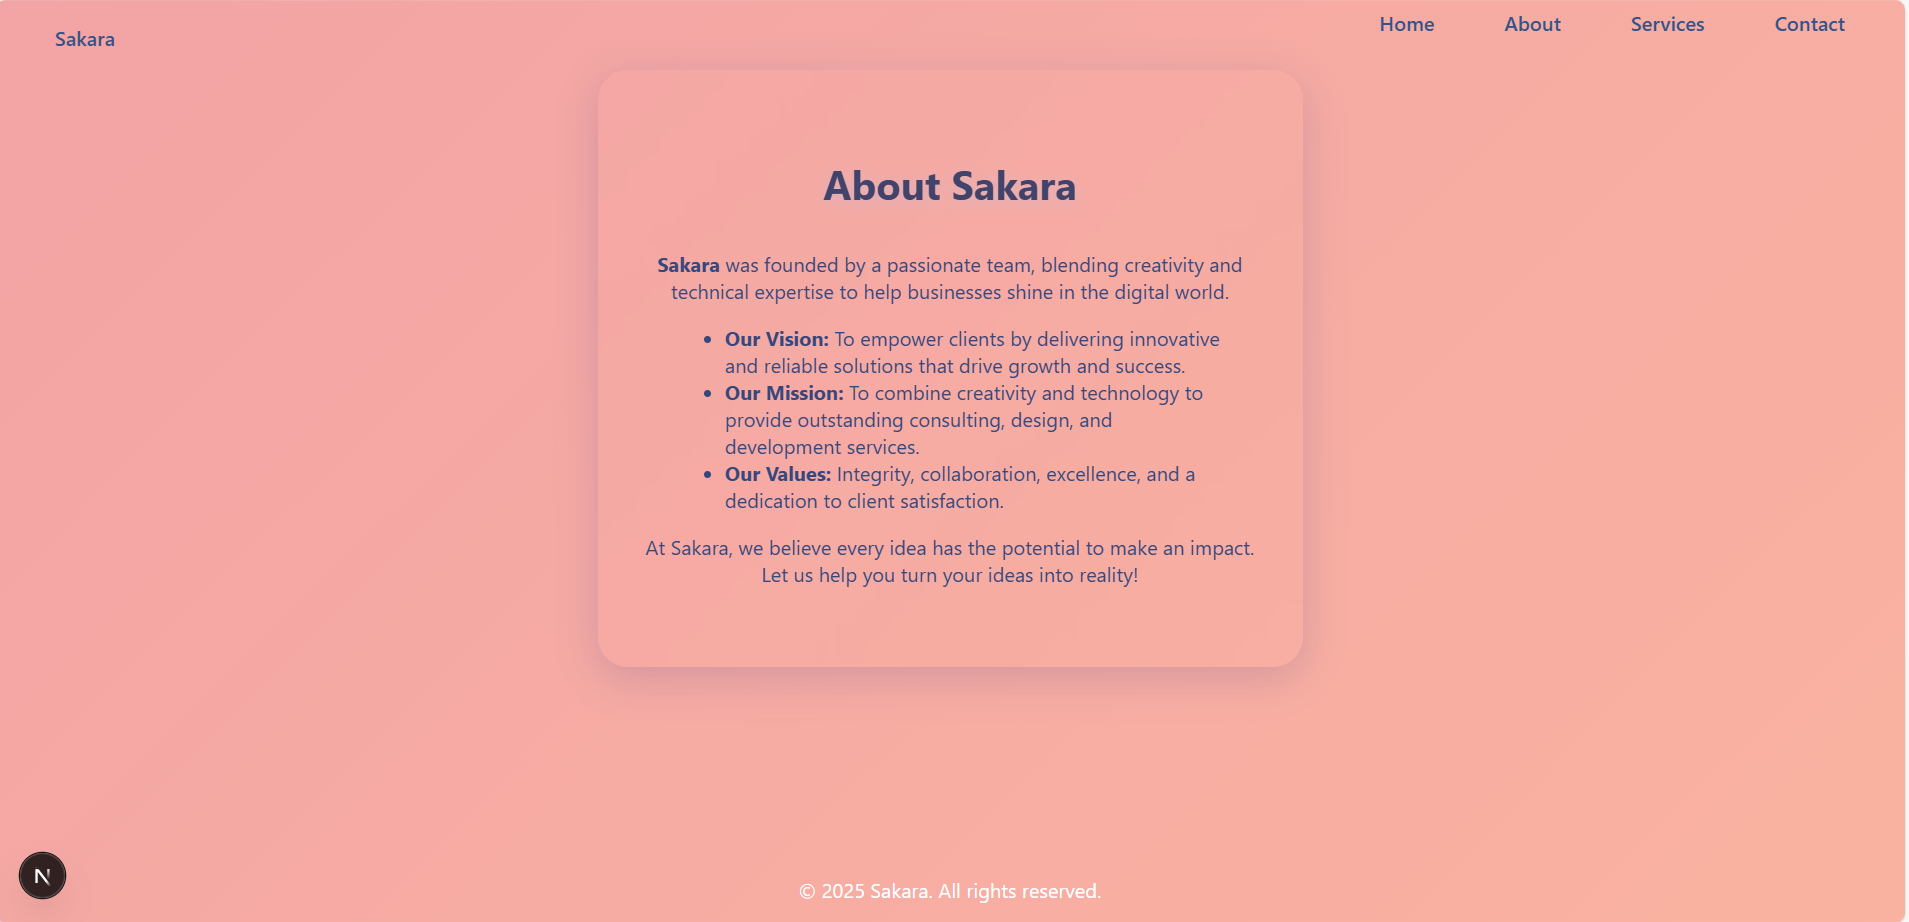 Sakara
Home About Services Contact
About Sakara
Sakara was founded by a passionate team, blending creativity and
technical expertise to help businesses shine in the digital world.
• Our Vision: To empower clients by delivering innovative
and reliable solutions that drive growth and success.
• Our Mission: To combine creativity and technology to
provide outstanding consulting, design, and
development services.
• Our Values: Integrity, collaboration, excellence, and a
dedication to client satisfaction.
At Sakara, we believe every idea has the potential to make an impact.
Let us help you turn your ideas into reality!
N
© 2025 Sakara. All rights reserved.